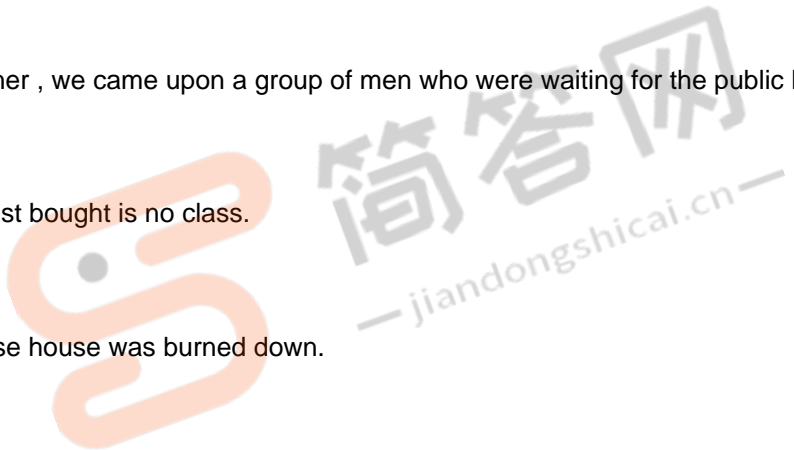 ner , we came upon a group of men who were waiting for the public
简答网
jiandongshicai.cn
st bought is no class.
se house was burned down.